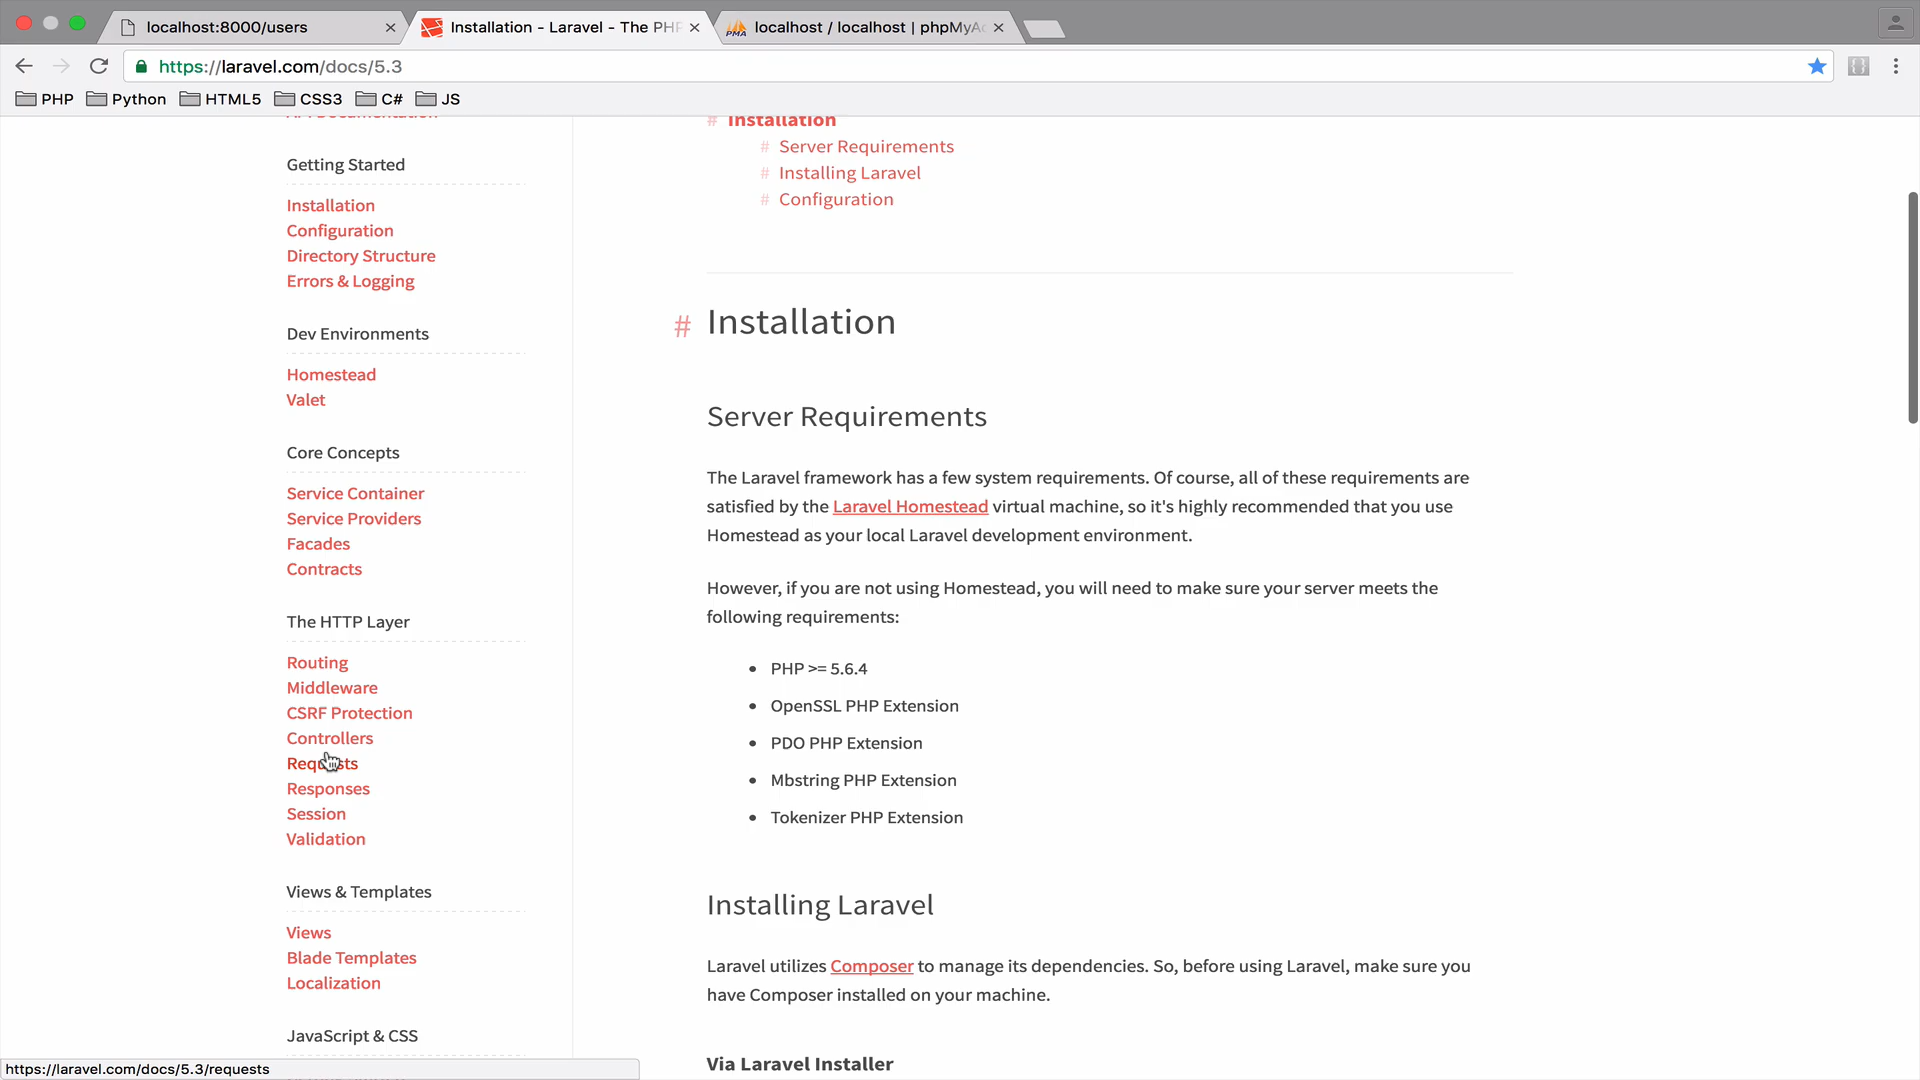 localhost:8000/users
Installation - Laravel - The PHP
localhost / localhost | phpMyAd
https://laravel.com/docs/5.3
PHP
Python
HTML5
CSS3
C#
JS
Getting Started
Installation
Configuration
Directory Structure
Errors & Logging
Dev Environments
Homestead
Valet
Core Concepts
Service Container
Service Providers
Facades
Contracts
The HTTP Layer
Routing
Middleware
CSRF Protection
Controllers
Requests
Responses
Session
Validation
Views & Templates
Views
Blade Templates
Localization
JavaScript & CSS
# Installation
# Server Requirements
# Installing Laravel
# Configuration
# Installation
Server Requirements
The Laravel framework has a few system requirements. Of course, all of these requirements are
satisfied by the Laravel Homestead virtual machine, so it's highly recommended that you use
Homestead as your local Laravel development environment.
However, if you are not using Homestead, you will need to make sure your server meets the
following requirements:
• PHP >= 5.6.4
• OpenSSL PHP Extension
• PDO PHP Extension
• Mbstring PHP Extension
• Tokenizer PHP Extension
Installing Laravel
Laravel utilizes Composer to manage its dependencies. So, before using Laravel, make sure you
have Composer installed on your machine.
Via Laravel Installer
https://laravel.com/docs/5.3/requests